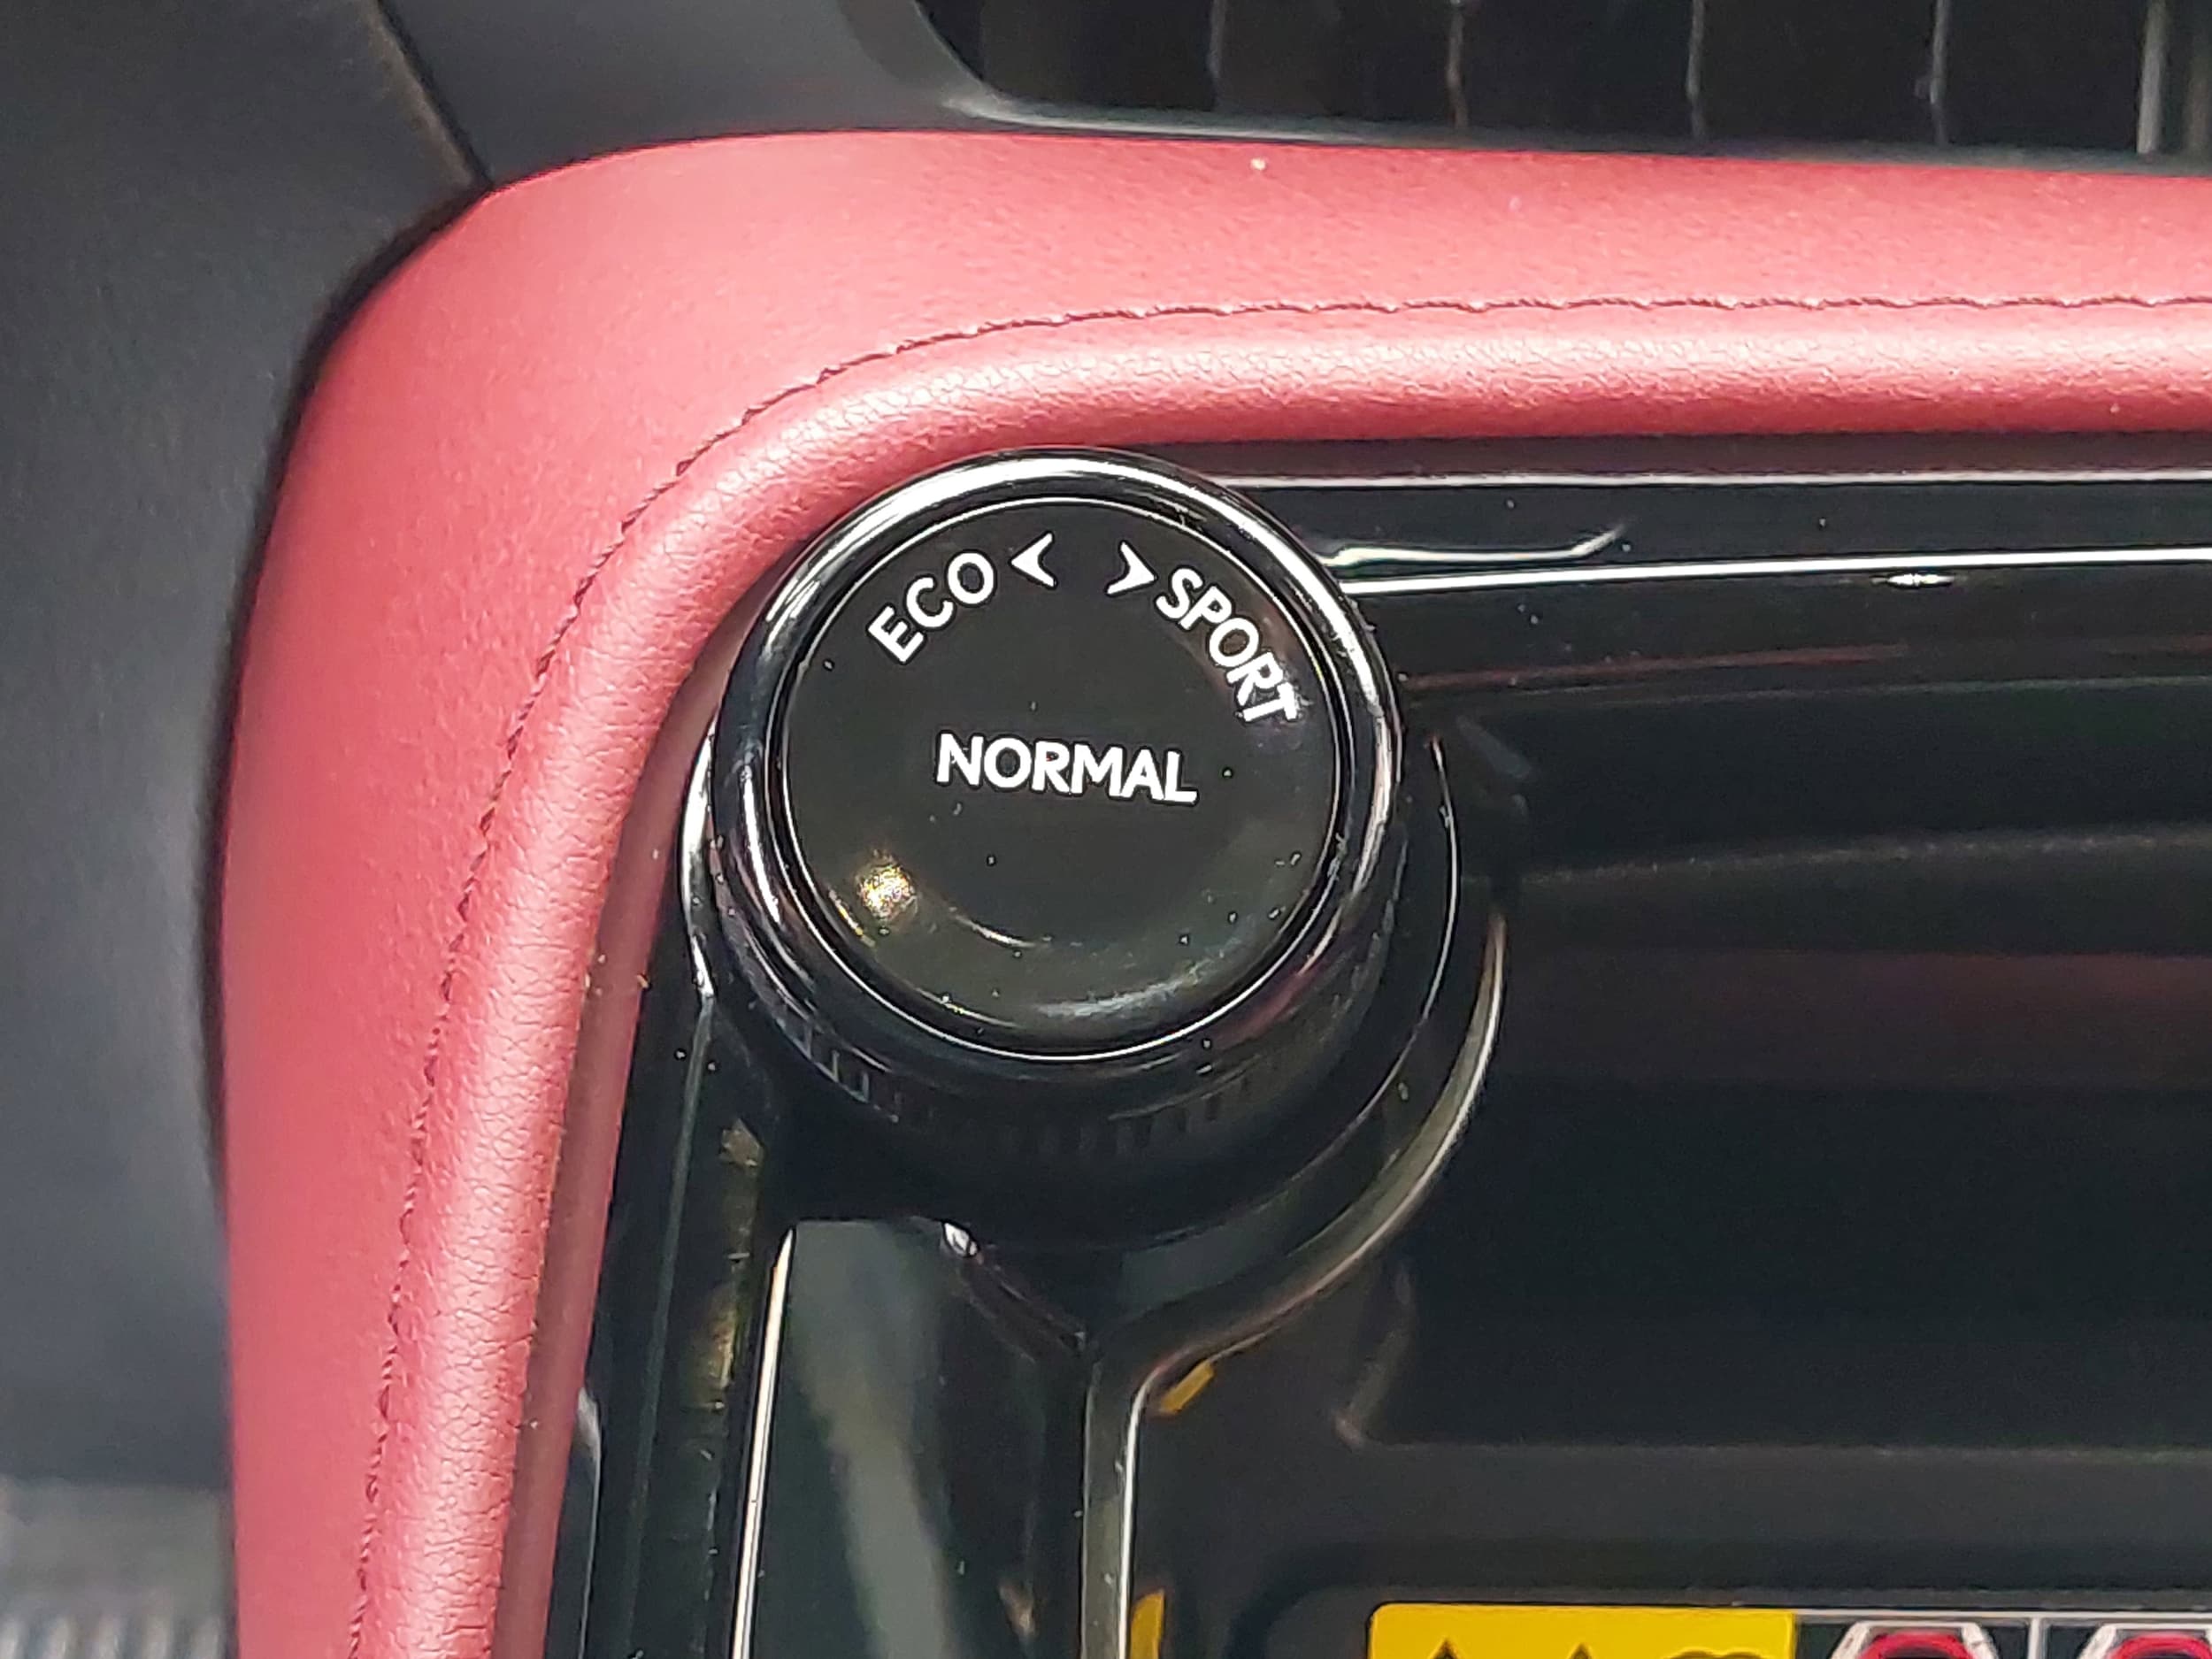 ECO < > SPORT
NORMAL